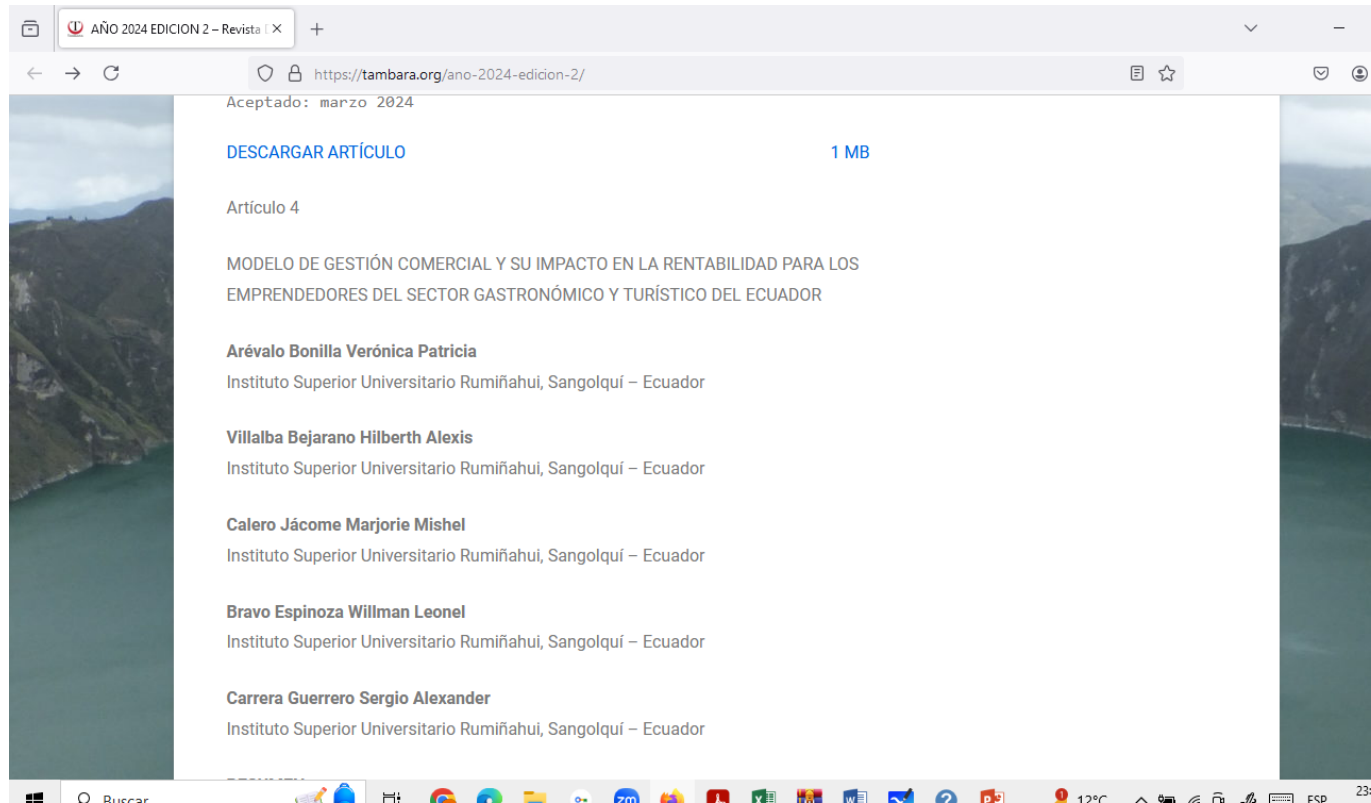 AÑO 2024 EDICION 2 – Revista
https://tambara.org/ano-2024-edicion-2/
Aceptado: marzo 2024
DESCARGAR ARTÍCULO 1 MB
Artículo 4
MODELO DE GESTIÓN COMERCIAL Y SU IMPACTO EN LA RENTABILIDAD PARA LOS
EMPRENDEDORES DEL SECTOR GASTRONÓMICO Y TURÍSTICO DEL ECUADOR
Arévalo Bonilla Verónica Patricia
Instituto Superior Universitario Rumiñahui, Sangolquí – Ecuador
Villalba Bejarano Hilberth Alexis
Instituto Superior Universitario Rumiñahui, Sangolquí – Ecuador
Calero Jácome Marjorie Mishel
Instituto Superior Universitario Rumiñahui, Sangolquí – Ecuador
Bravo Espinoza Willman Leonel
Instituto Superior Universitario Rumiñahui, Sangolquí – Ecuador
Carrera Guerrero Sergio Alexander
Instituto Superior Universitario Rumiñahui, Sangolquí – Ecuador
Buscar 12°C ESP